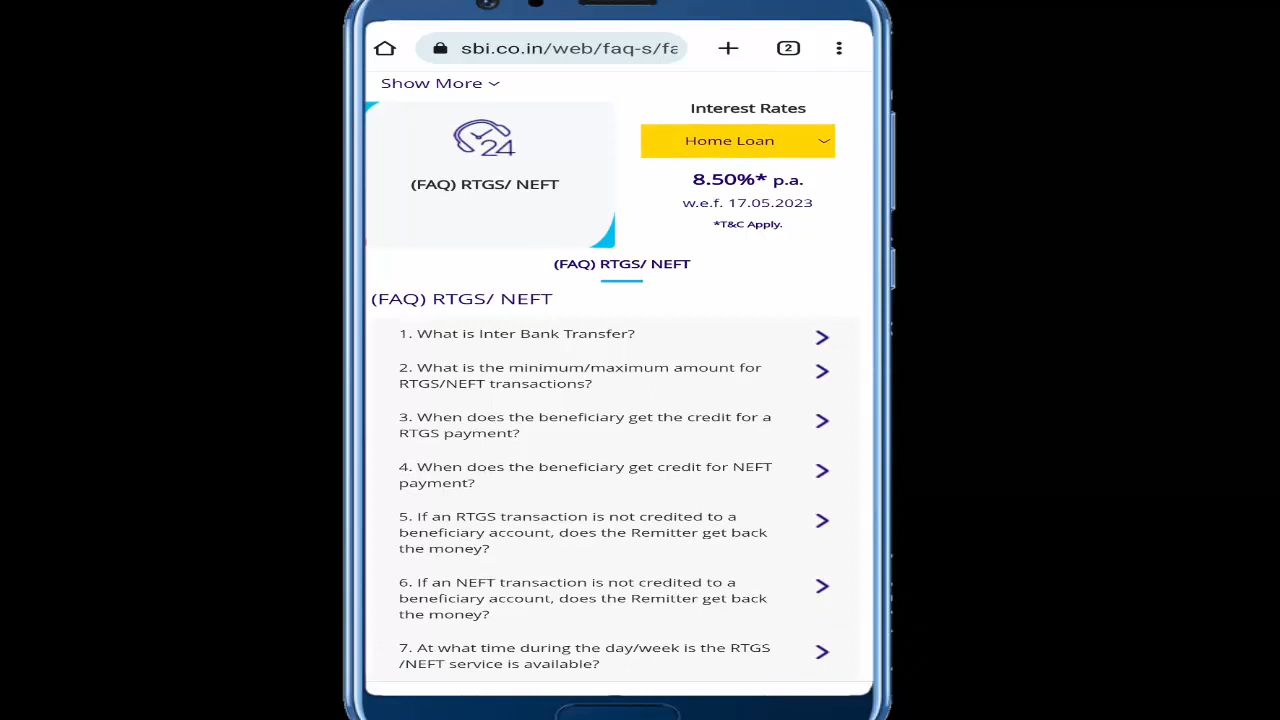 sbi.co.in/web/faq-s/fa
2
Show More
24
(FAQ) RTGS/ NEFT
Interest Rates
Home Loan
8.50%* p.a.
w.e.f. 17.05.2023
*T&C Apply.
(FAQ) RTGS/ NEFT
(FAQ) RTGS/ NEFT
1. What is Inter Bank Transfer?
2. What is the minimum/maximum amount for
RTGS/NEFT transactions?
3. When does the beneficiary get the credit for a
RTGS payment?
4. When does the beneficiary get credit for NEFT
payment?
5. If an RTGS transaction is not credited to a
beneficiary account, does the Remitter get back
the money?
6. If an NEFT transaction is not credited to a
beneficiary account, does the Remitter get back
the money?
7. At what time during the day/week is the RTGS
/NEFT service is available?